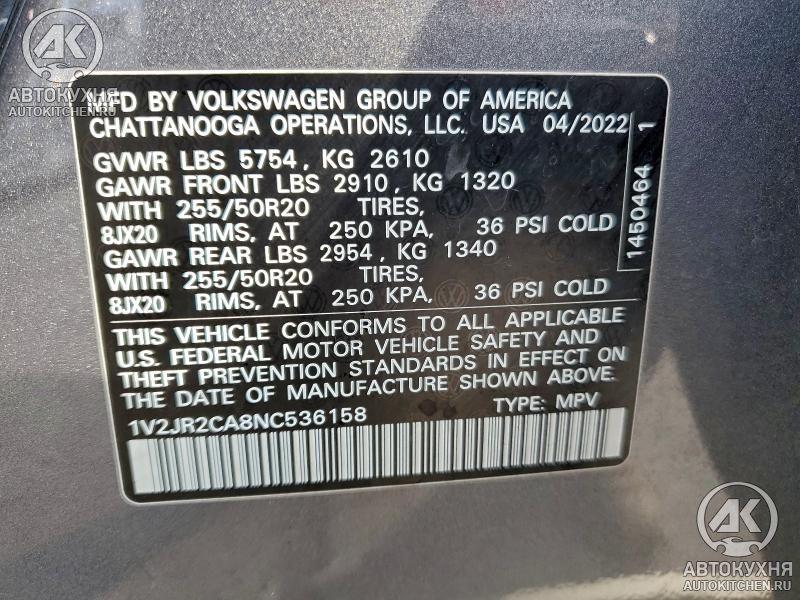 АВТОКУХНЯ
AUTOKITCHEN.RU
MFD BY VOLKSWAGEN GROUP OF AMERICA
CHATTANOOGA OPERATIONS, LLC. USA 04/2022
GVWR LBS 5754, KG 2610
GAWR FRONT LBS 2910, KG 1320
WITH 255/50R20 TIRES,
8JX20 RIMS, AT 250 KPA, 36 PSI COLD
GAWR REAR LBS 2954, KG 1340
WITH 255/50R20 TIRES,
8JX20 RIMS, AT 250 KPA, 36 PSI COLD
1450464 1
THIS VEHICLE CONFORMS TO ALL APPLICABLE
U.S. FEDERAL MOTOR VEHICLE SAFETY AND
THEFT PREVENTION STANDARDS IN EFFECT ON
THE DATE OF MANUFACTURE SHOWN ABOVE.
1V2JR2CA8NC536158 TYPE: MPV
АК
АВТОКУХНЯ
AUTOKITCHEN.RU